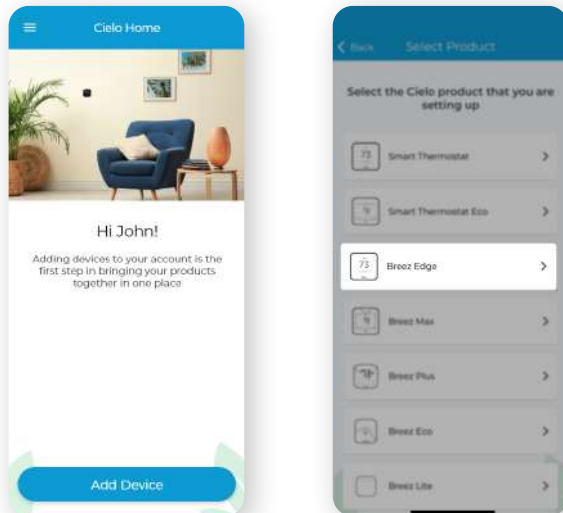 Cielo Home
Hi John!
Adding devices to your account is the
first step in bringing your products
together in one place
Add Device
Back Select Product
Select the Cielo product that you are
setting up
73 Smart Thermostat
Smart Thermostat Eco
73 Breez Edge
Breez Max
Breez Plus
Breez Eco
Breez Lite